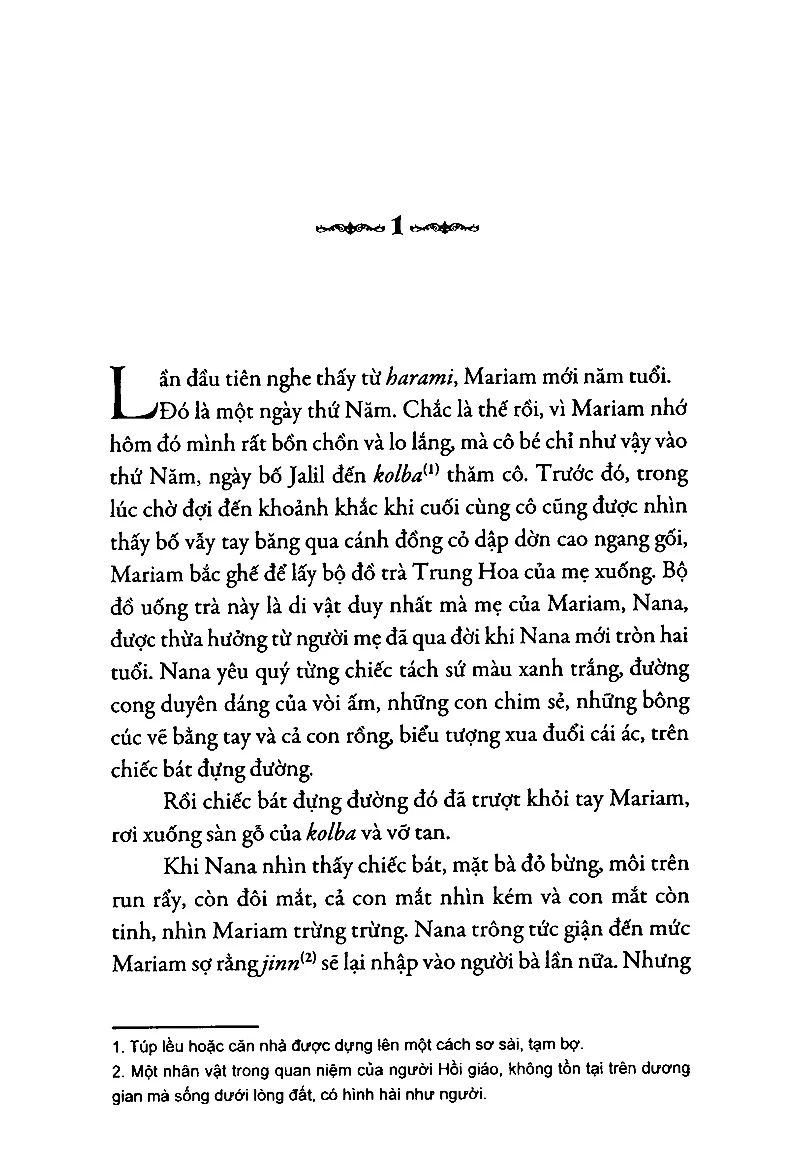 1
Lần đầu tiên nghe thấy từ harami, Mariam mới năm tuổi.
Đó là một ngày thứ Năm. Chắc là thế rồi, vì Mariam nhớ
hôm đó mình rất bồn chồn và lo lắng, mà cô bé chỉ như vậy vào
thứ Năm, ngày bố Jalil đến kolba(1) thăm cô. Trước đó, trong
lúc chờ đợi đến khoảnh khắc khi cuối cùng cô cũng được nhìn
thấy bố vẫy tay băng qua cánh đồng cỏ dập dờn cao ngang gối,
Mariam bắc ghế để lấy bộ đồ trà Trung Hoa của mẹ xuống. Bộ
đồ uống trà này là di vật duy nhất mà mẹ của Mariam, Nana,
được thừa hưởng từ người mẹ đã qua đời khi Nana mới tròn hai
tuổi. Nana yêu quý từng chiếc tách sứ màu xanh trắng, đường
cong duyên dáng của vòi ấm, những con chim sẻ, những bông
cúc vẽ bằng tay và cả con rồng, biểu tượng xua đuổi cái ác, trên
chiếc bát đựng đường.
Rồi chiếc bát đựng đường đó đã trượt khỏi tay Mariam,
rơi xuống sàn gỗ của kolba và vỡ tan.
Khi Nana nhìn thấy chiếc bát, mặt bà đỏ bừng, môi trên
run rẩy, còn đôi mắt, cả con mắt nhìn kém và con mắt còn
tinh, nhìn Mariam trừng trừng. Nana trông tức giận đến mức
Mariam sợ rằng jinn(2) sẽ lại nhập vào người bà lần nữa. Nhưng
1. Túp lều hoặc căn nhà được dựng lên một cách sơ sài, tạm bợ.
2. Một nhân vật trong quan niệm của người Hồi giáo, không tồn tại trên dương
gian mà sống dưới lòng đất, có hình hài như người.